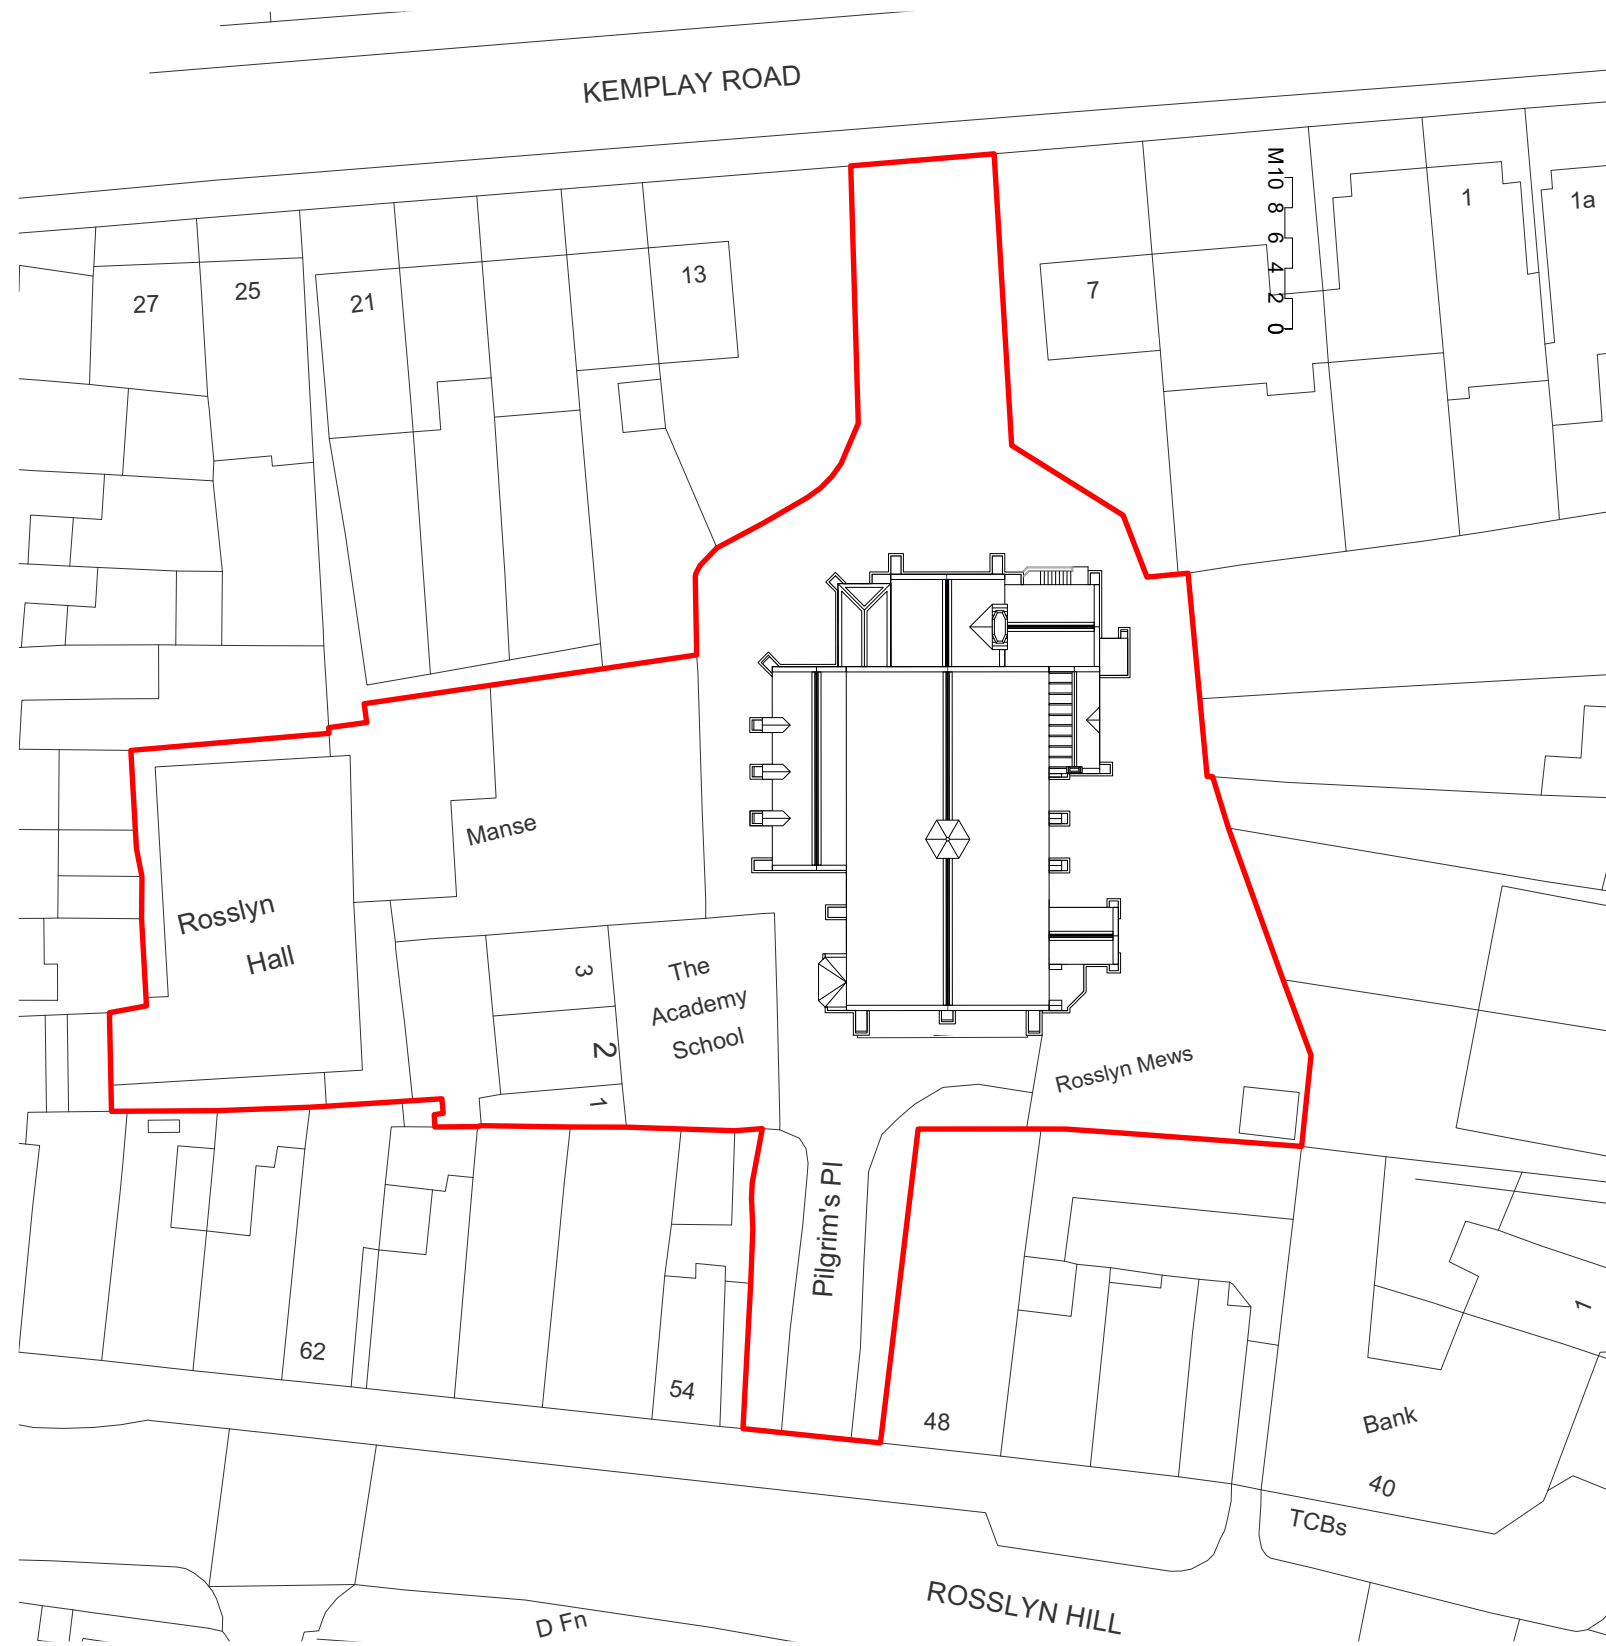 KEMPLAY ROAD
M10
8
6
4
2
0
1
1a
27
25
21
13
7
Manse
Rosslyn
Hall
3
2
1
The
Academy
School
Rosslyn Mews
Pilgrim's Pl
62
54
48
1
Bank
40
TCBs
ROSSLYN HILL
D Fn